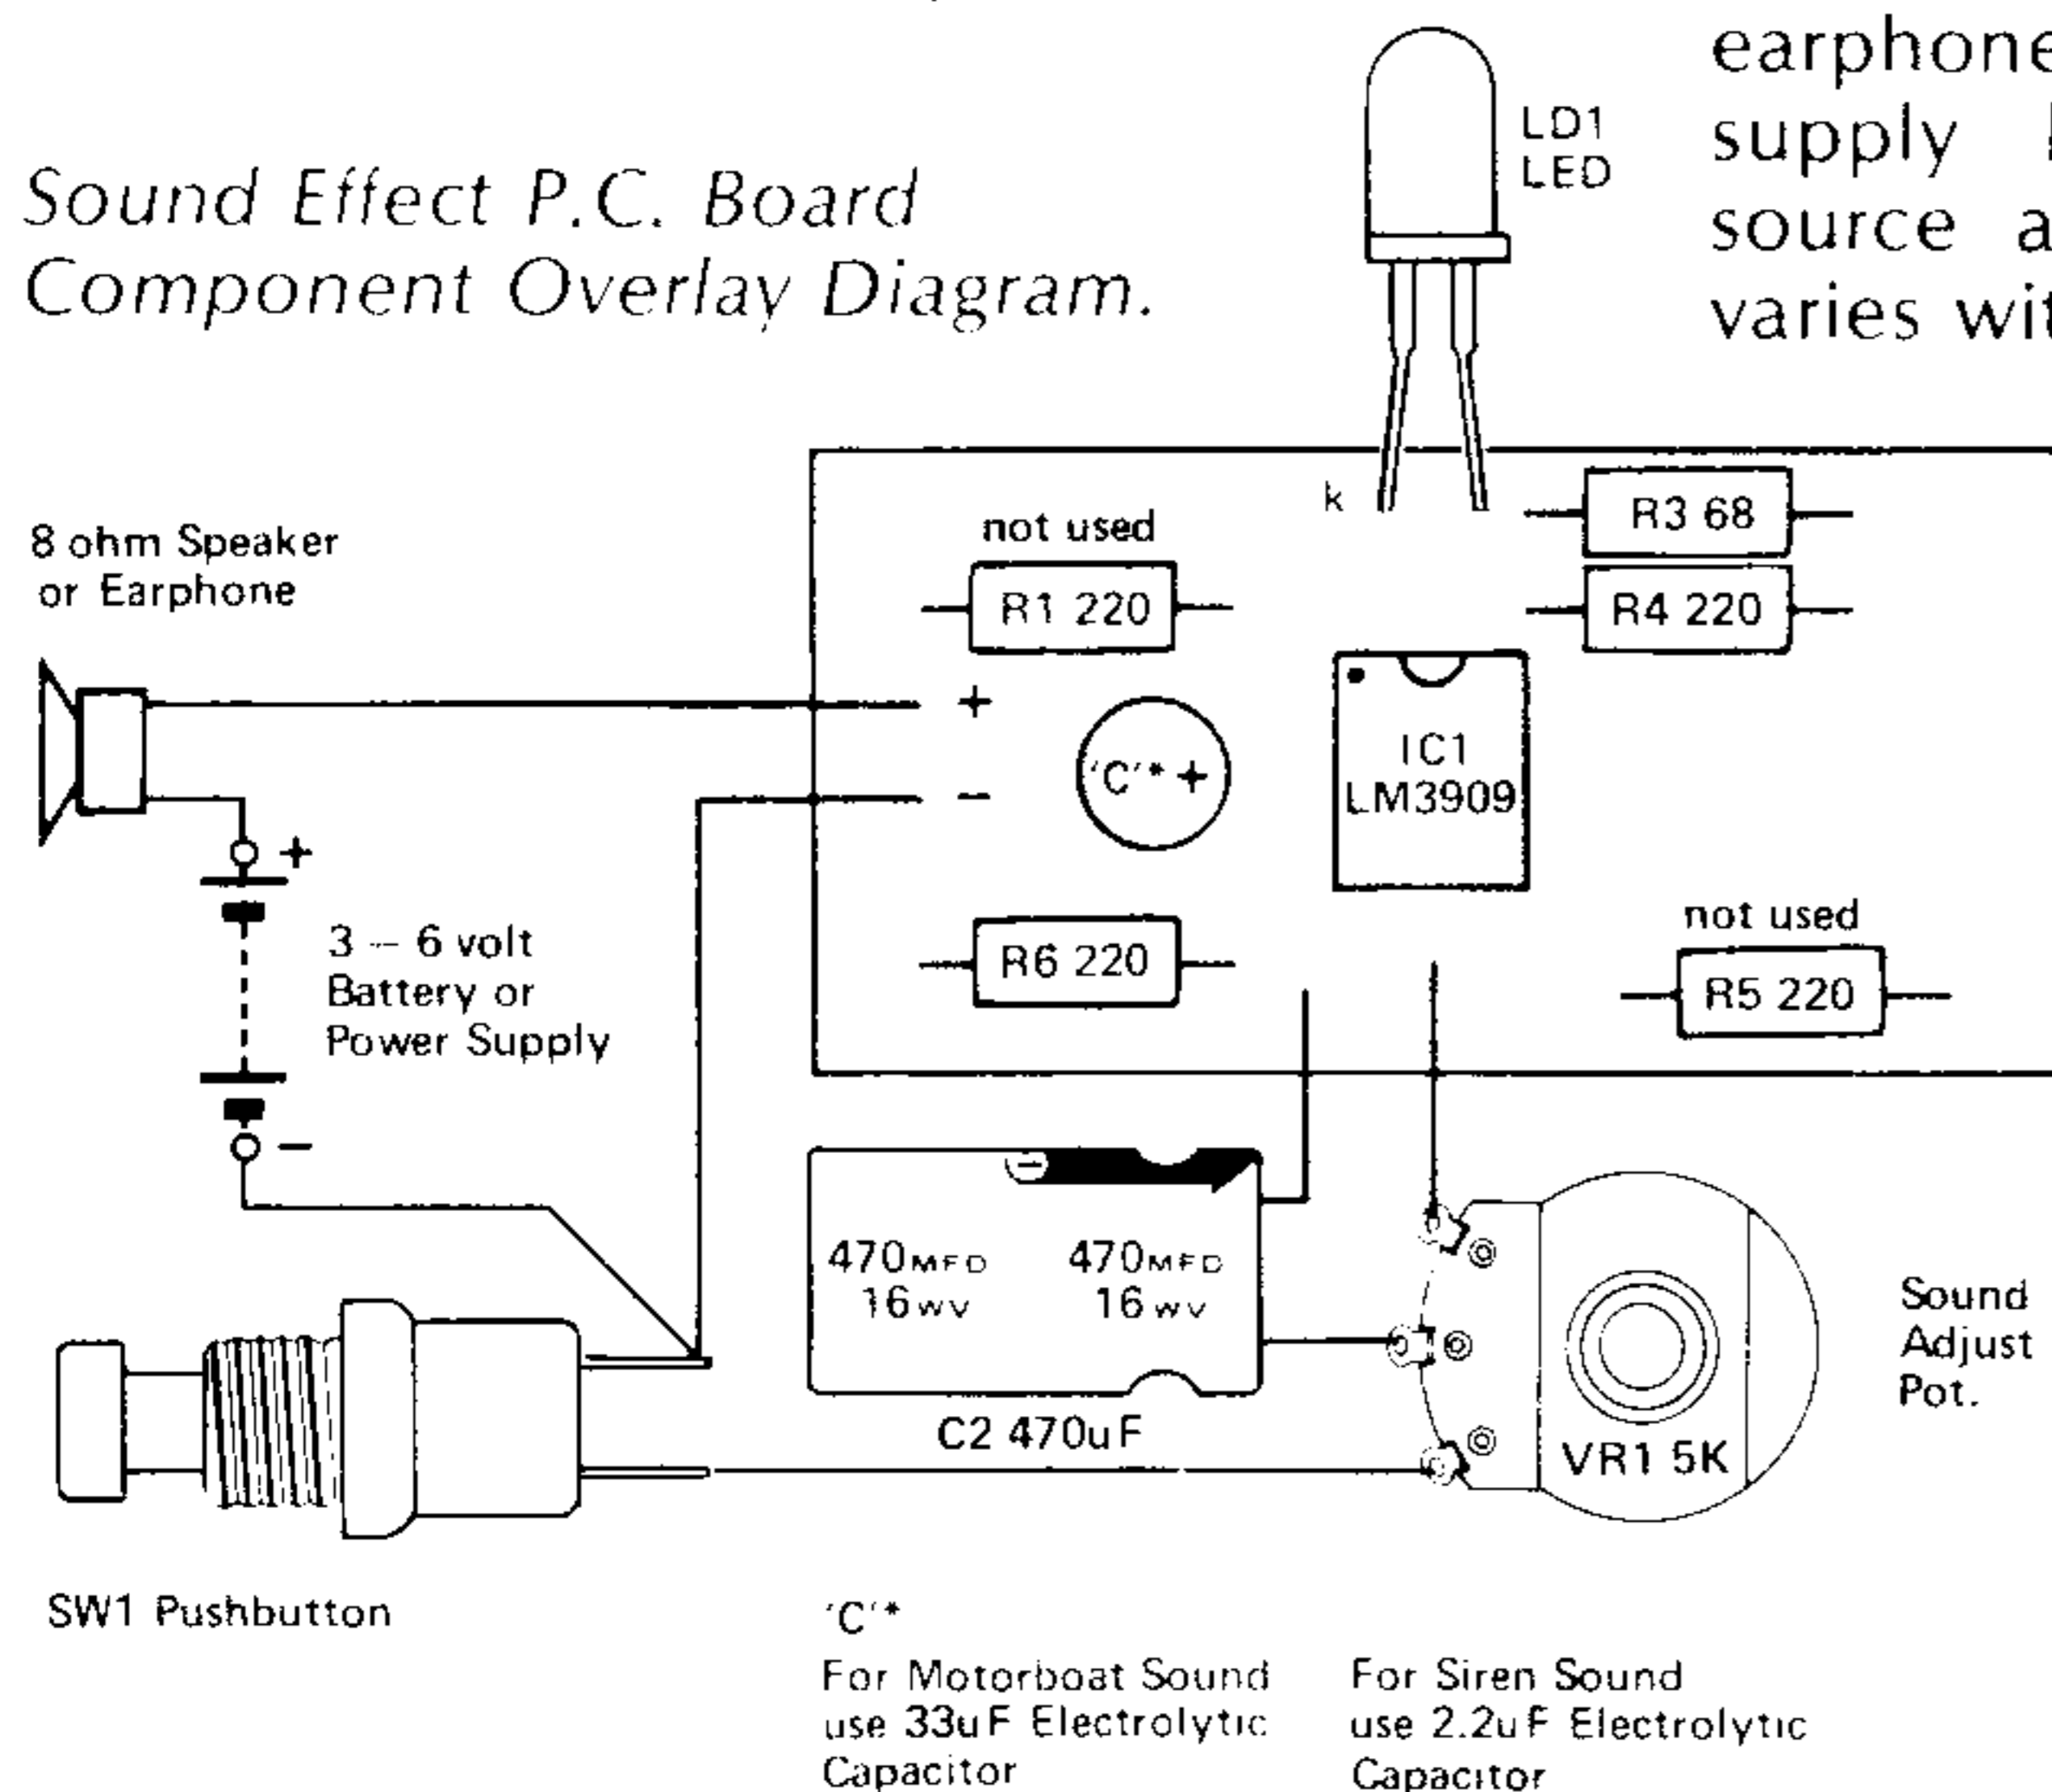 earphone
supply
source a
varies wit
Sound Effect P.C. Board
Component Overlay Diagram.
LD1
LED
k
R3 68
R4 220
not used
R1 220
8 ohm Speaker
or Earphone
+
−
'C'* +
IC1
LM3909
+
3 – 6 volt
Battery or
Power Supply
−
R6 220
not used
R5 220
−
470MFD
16WV
470MFD
16WV
C2 470uF
VR1 5K
Sound
Adjust
Pot.
SW1 Pushbutton
'C'*
For Motorboat Sound
use 33uF Electrolytic
Capacitor
For Siren Sound
use 2.2uF Electrolytic
Capacitor